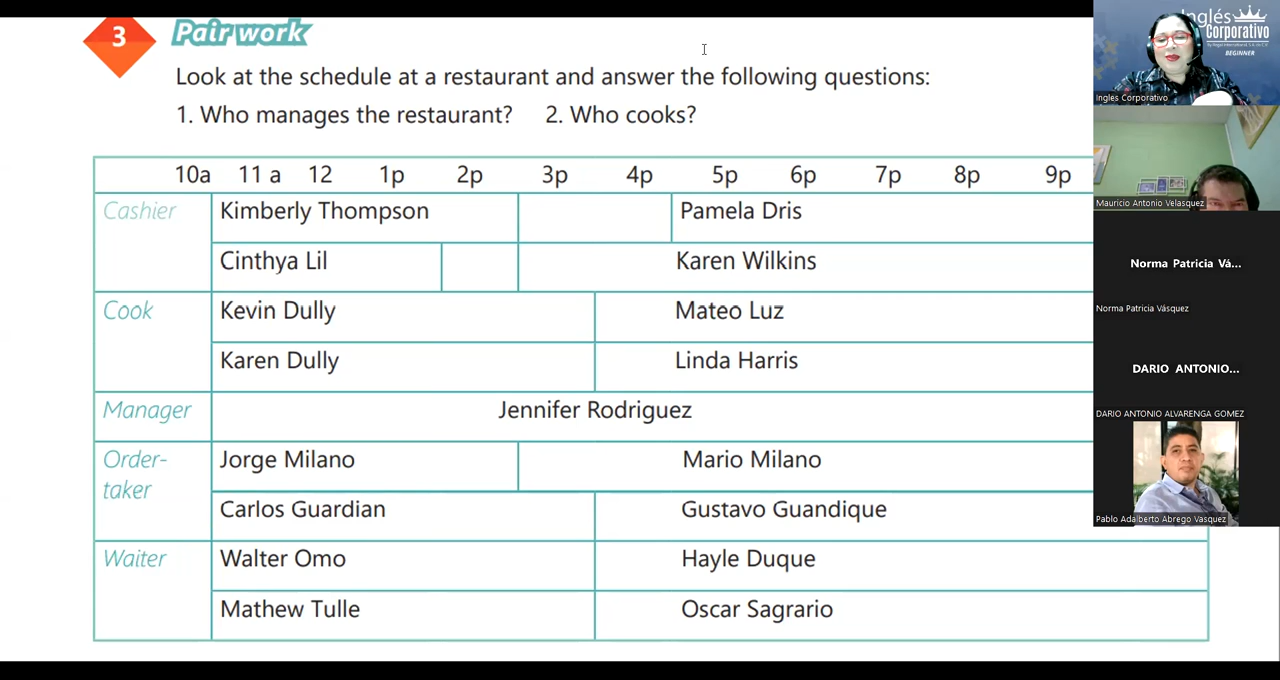 3 Pair work
Look at the schedule at a restaurant and answer the following questions:
1. Who manages the restaurant? 2. Who cooks?
10a 11 a 12 1p 2p 3p 4p 5p 6p 7p 8p 9p
Cashier Kimberly Thompson Pamela Dris
Cinthya Lil Karen Wilkins
Cook Kevin Dully Mateo Luz
Karen Dully Linda Harris
Manager Jennifer Rodriguez
Order-
taker
Jorge Milano Mario Milano
Carlos Guardian Gustavo Guandique
Waiter Walter Omo Hayle Duque
Mathew Tulle Oscar Sagrario
Inglés
Corporativo
BEGINNER
Inglés Corporativo
Mauricio Antonio Velasquez
Norma Patricia Vá...
Norma Patricia Vásquez
DARIO ANTONIO...
DARIO ANTONIO ALVARENGA GOMEZ
Pablo Adalberto Abrego Vasquez